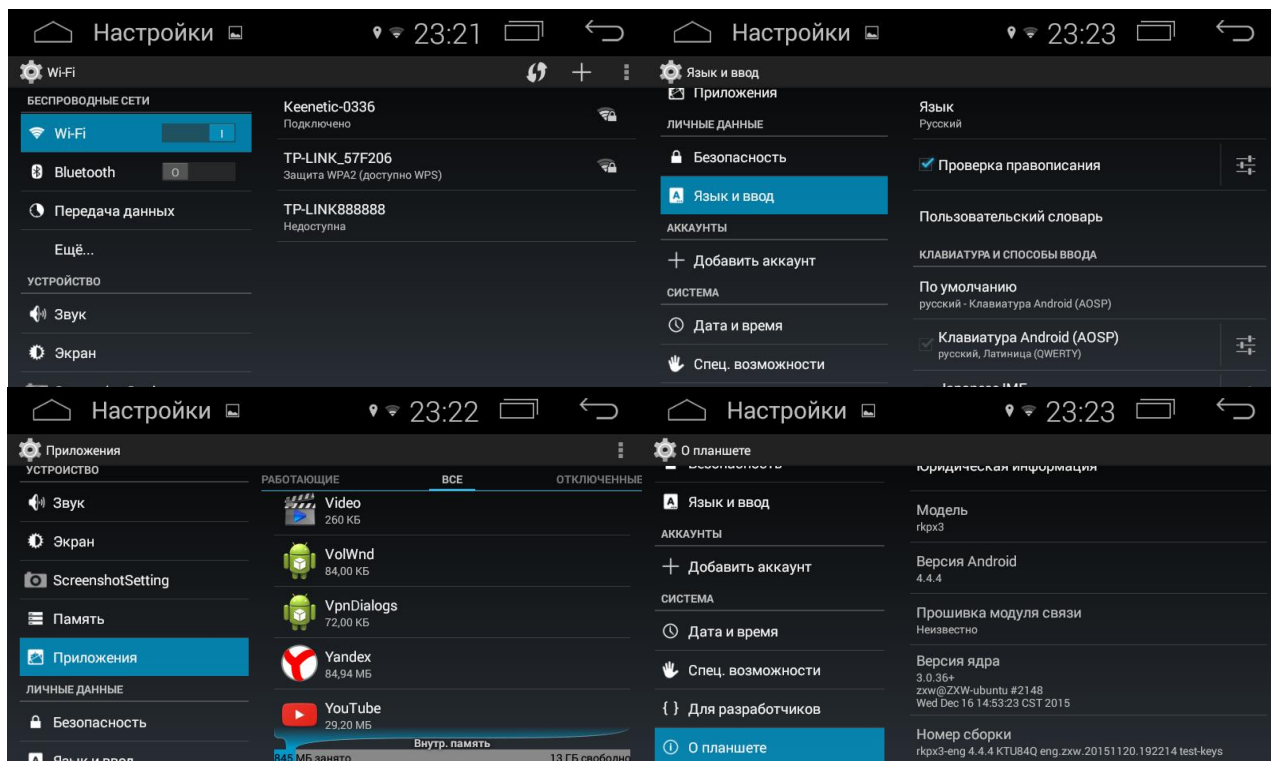 Настройки
23:21
Wi-Fi
БЕСПРОВОДНЫЕ СЕТИ
Wi-Fi
Bluetooth
Передача данных
Ещё...
УСТРОЙСТВО
Звук
Экран
Keenetic-0336
Подключено
TP-LINK_57F206
Защита WPA2 (доступно WPS)
TP-LINK888888
Недоступна
Настройки
23:23
Язык и ввод
Приложения
ЛИЧНЫЕ ДАННЫЕ
Безопасность
Язык и ввод
АККАУНТЫ
Добавить аккаунт
СИСТЕМА
Дата и время
Спец. возможности
Язык
Русский
Проверка правописания
Пользовательский словарь
КЛАВИАТУРА И СПОСОБЫ ВВОДА
По умолчанию
русский - Клавиатура Android (AOSP)
Клавиатура Android (AOSP)
русский, Латиница (QWERTY)
Настройки
23:22
Приложения
УСТРОЙСТВО
Звук
Экран
ScreenshotSetting
Память
Приложения
ЛИЧНЫЕ ДАННЫЕ
Безопасность
Язык и ввод
РАБОТАЮЩИЕ
ВСЕ
ОТКЛЮЧЕННЫЕ
Video
260 КБ
VolWnd
84,00 КБ
VpnDialogs
72,00 КБ
Yandex
84,94 МБ
YouTube
29,20 МБ
Внутр. память
845 МБ занято
13 ГБ свободно
Настройки
23:23
О планшете
Безопасность
Язык и ввод
АККАУНТЫ
Добавить аккаунт
СИСТЕМА
Дата и время
Спец. возможности
Для разработчиков
О планшете
Юридическая информация
Модель
rkpx3
Версия Android
4.4.4
Прошивка модуля связи
Неизвестно
Версия ядра
3.0.36+
zxw@ZXW-ubuntu #2148
Wed Dec 16 14:53:23 CST 2015
Номер сборки
rkpx3-eng 4.4.4 KTU84Q eng.zxw.20151120.192214 test-keys